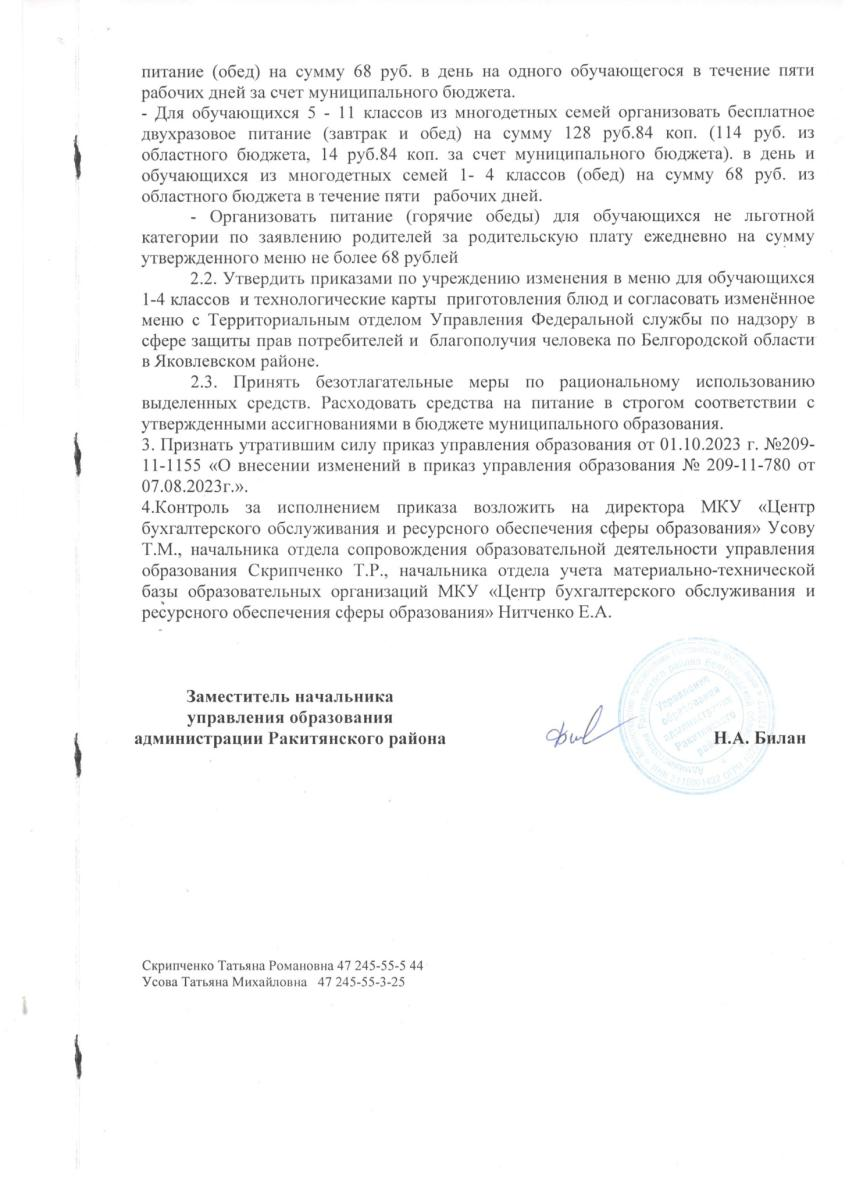 питание (обед) на сумму 68 руб. в день на одного обучающегося в течение пяти
рабочих дней за счет муниципального бюджета.
- Для обучающихся 5 - 11 классов из многодетных семей организовать бесплатное
двухразовое питание (завтрак и обед) на сумму 128 руб.84 коп. (114 руб. из
областного бюджета, 14 руб.84 коп. за счет муниципального бюджета). в день и
обучающихся из многодетных семей 1- 4 классов (обед) на сумму 68 руб. из
областного бюджета в течение пяти рабочих дней.
- Организовать питание (горячие обеды) для обучающихся не льготной
категории по заявлению родителей за родительскую плату ежедневно на сумму
утвержденного меню не более 68 рублей
2.2. Утвердить приказами по учреждению изменения в меню для обучающихся
1-4 классов и технологические карты приготовления блюд и согласовать изменённое
меню с Территориальным отделом Управления Федеральной службы по надзору в
сфере защиты прав потребителей и благополучия человека по Белгородской области
в Яковлевском районе.
2.3. Принять безотлагательные меры по рациональному использованию
выделенных средств. Расходовать средства на питание в строгом соответствии с
утвержденными ассигнованиями в бюджете муниципального образования.
3. Признать утратившим силу приказ управления образования от 01.10.2023 г. №209-
11-1155 «О внесении изменений в приказ управления образования № 209-11-780 от
07.08.2023г.».
4.Контроль за исполнением приказа возложить на директора МКУ «Центр
бухгалтерского обслуживания и ресурсного обеспечения сферы образования» Усову
Т.М., начальника отдела сопровождения образовательной деятельности управления
образования Скрипченко Т.Р., начальника отдела учета материально-технической
базы образовательных организаций МКУ «Центр бухгалтерского обслуживания и
ресурсного обеспечения сферы образования» Нитченко Е.А.
Заместитель начальника
управления образования
администрации Ракитянского района
Н.А. Билан
Управление
образования
администрации
Ракитянского
района
Скрипченко Татьяна Романовна 47 245-55-5 44
Усова Татьяна Михайловна 47 245-55-3-25